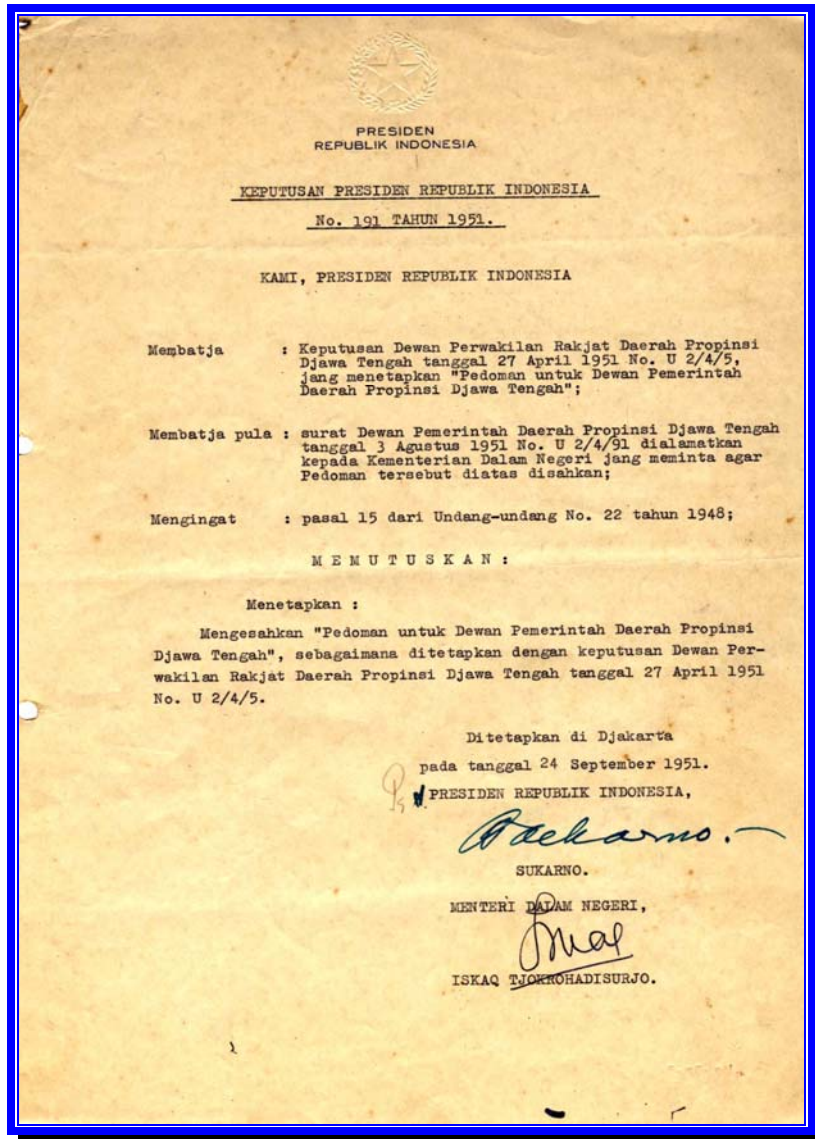 PRESIDEN
REPUBLIK INDONESIA
KEPUTUSAN PRESIDEN REPUBLIK INDONESIA
No. 191 TAHUN 1951.
KAMI, PRESIDEN REPUBLIK INDONESIA
Membatja : Keputusan Dewan Perwakilan Rakjat Daerah Propinsi
Djawa Tengah tanggal 27 April 1951 No. U 2/4/5,
jang menetapkan "Pedoman untuk Dewan Pemerintah
Daerah Propinsi Djawa Tengah";
Membatja pula : surat Dewan Pemerintah Daerah Propinsi Djawa Tengah
tanggal 3 Agustus 1951 No. U 2/4/91 dialamatkan
kepada Kementerian Dalam Negeri jang meminta agar
Pedoman tersebut diatas disahkan;
Mengingat : pasal 15 dari Undang-undang No. 22 tahun 1948;
M E M U T U S K A N :
Menetapkan :
Mengesahkan "Pedoman untuk Dewan Pemerintah Daerah Propinsi
Djawa Tengah", sebagaimana ditetapkan dengan keputusan Dewan Per-
wakilan Rakjat Daerah Propinsi Djawa Tengah tanggal 27 April 1951
No. U 2/4/5.
Ditetapkan di Djakarta
pada tanggal 24 September 1951.
PRESIDEN REPUBLIK INDONESIA,
Soekarno.-
SUKARNO.
MENTERI DALAM NEGERI,
ISKAQ TJOKROHADISURJO.